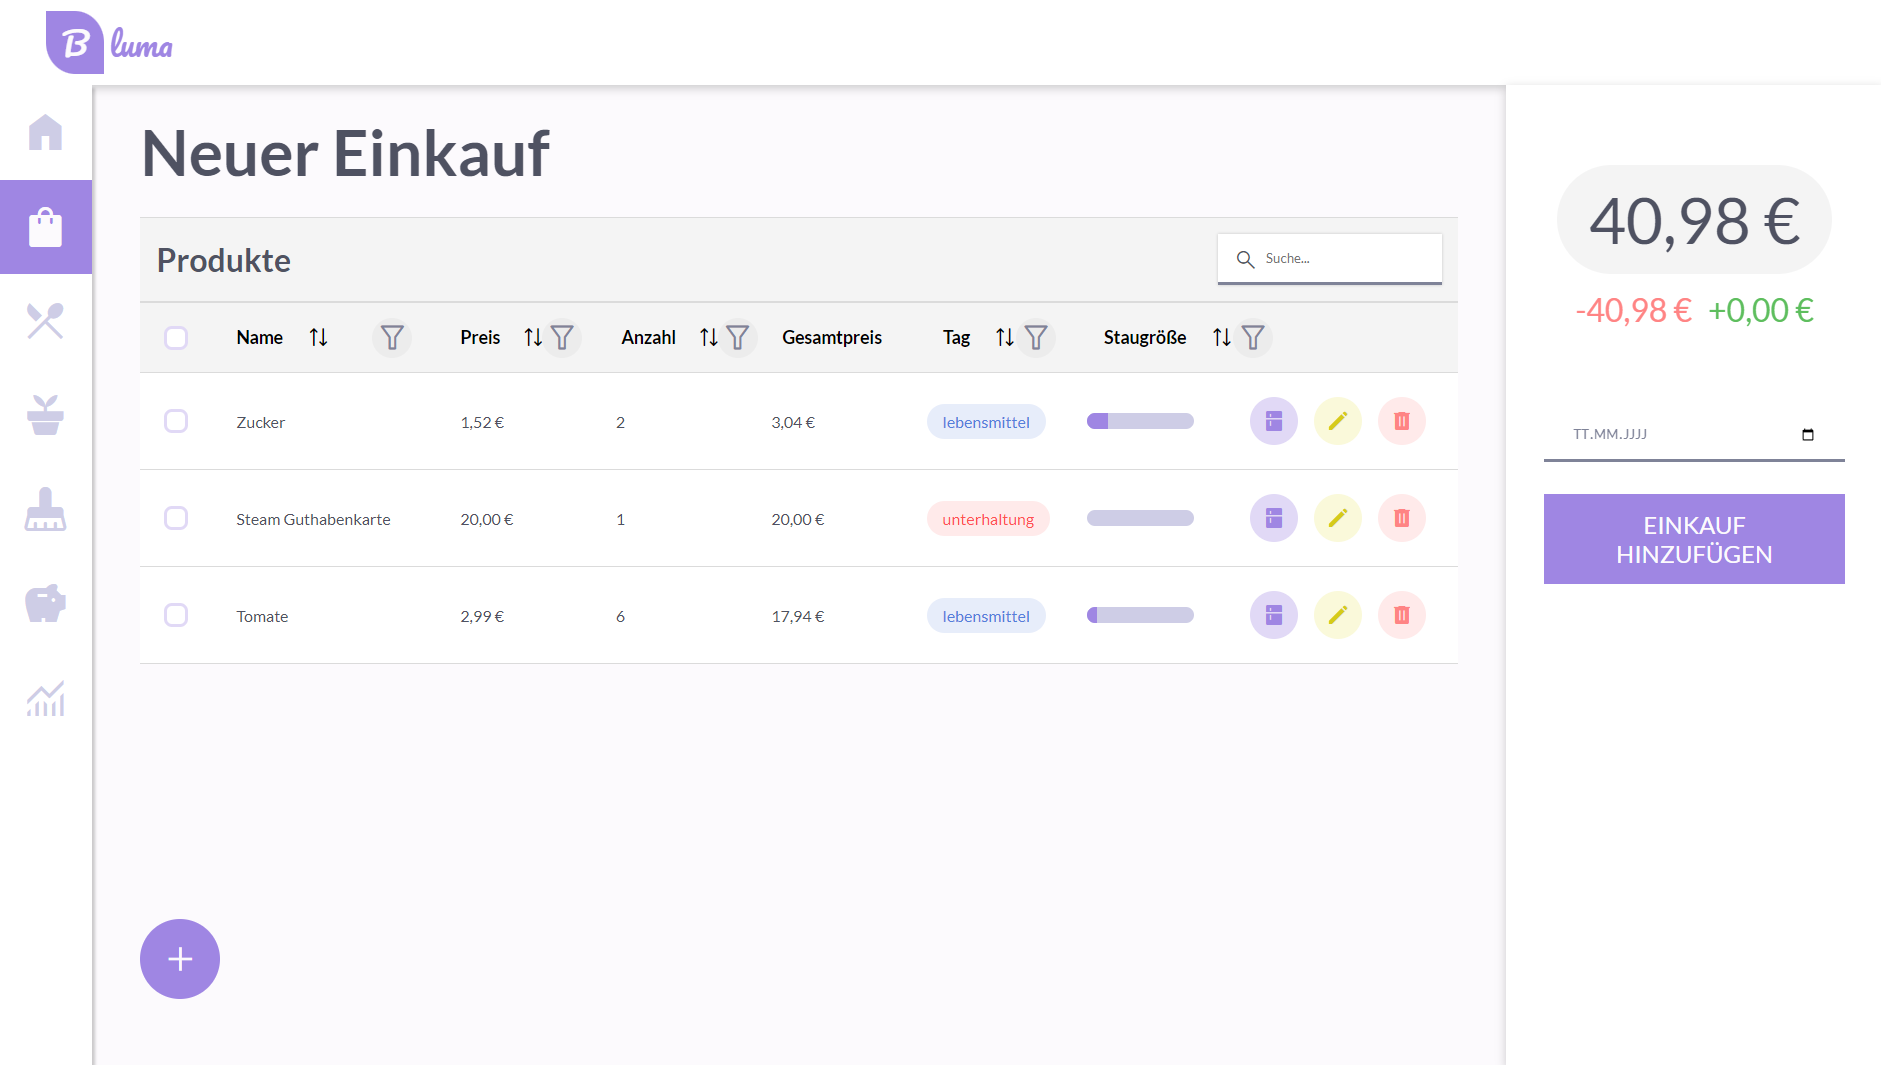 B luma
Neuer Einkauf
Produkte
Suche...
Name Preis Anzahl Gesamtpreis Tag Staugröße
Zucker 1,52 € 2 3,04 € lebensmittel
Steam Guthabenkarte 20,00 € 1 20,00 € unterhaltung
Tomate 2,99 € 6 17,94 € lebensmittel
40,98 €
-40,98 € +0,00 €
TT.MM.JJJJ
EINKAUF
HINZUFÜGEN